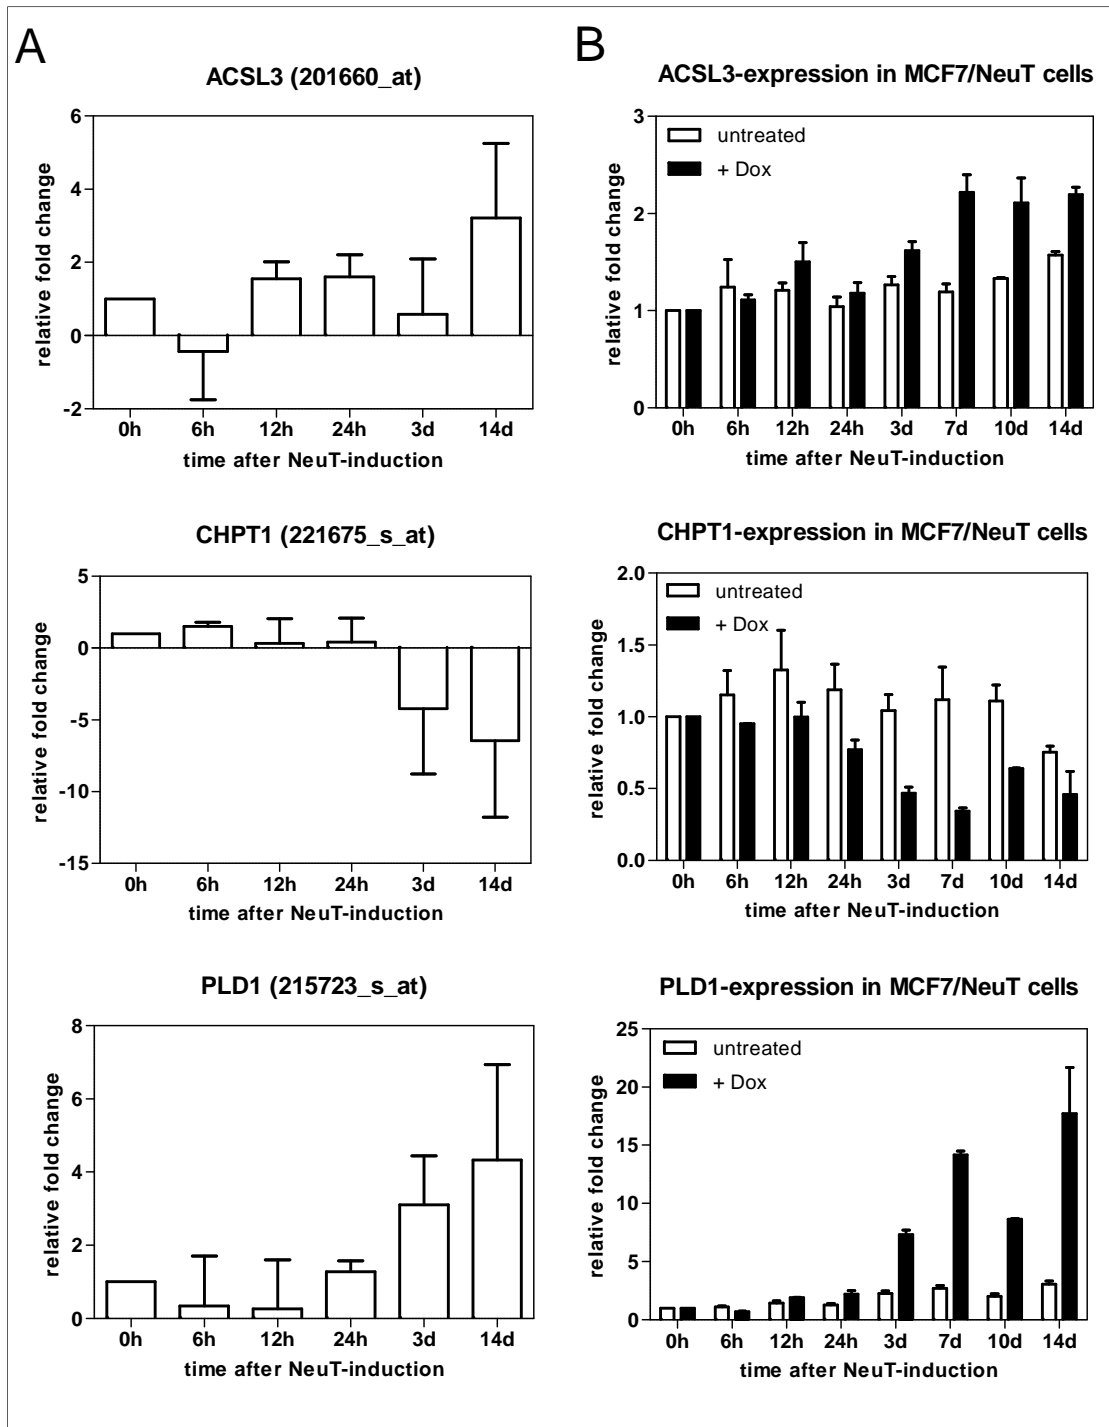 A
ACSL3 (201660_at)
relative fold change
6
4
2
0
-2
0h 6h 12h 24h 3d 14d
time after NeuT-induction
CHPT1 (221675_s_at)
relative fold change
5
0
-5
-10
-15
0h 6h 12h 24h 3d 14d
time after NeuT-induction
PLD1 (215723_s_at)
relative fold change
8
6
4
2
0
0h 6h 12h 24h 3d 14d
time after NeuT-induction
B
ACSL3-expression in MCF7/NeuT cells
relative fold change
3
2
1
0
untreated
+ Dox
0h 6h 12h 24h 3d 7d 10d 14d
time after NeuT-induction
CHPT1-expression in MCF7/NeuT cells
relative fold change
2.0
1.5
1.0
0.5
0.0
untreated
+ Dox
0h 6h 12h 24h 3d 7d 10d 14d
time after NeuT-induction
PLD1-expression in MCF7/NeuT cells
relative fold change
25
20
15
10
5
0
untreated
+ Dox
0h 6h 12h 24h 3d 7d 10d 14d
time after NeuT-induction